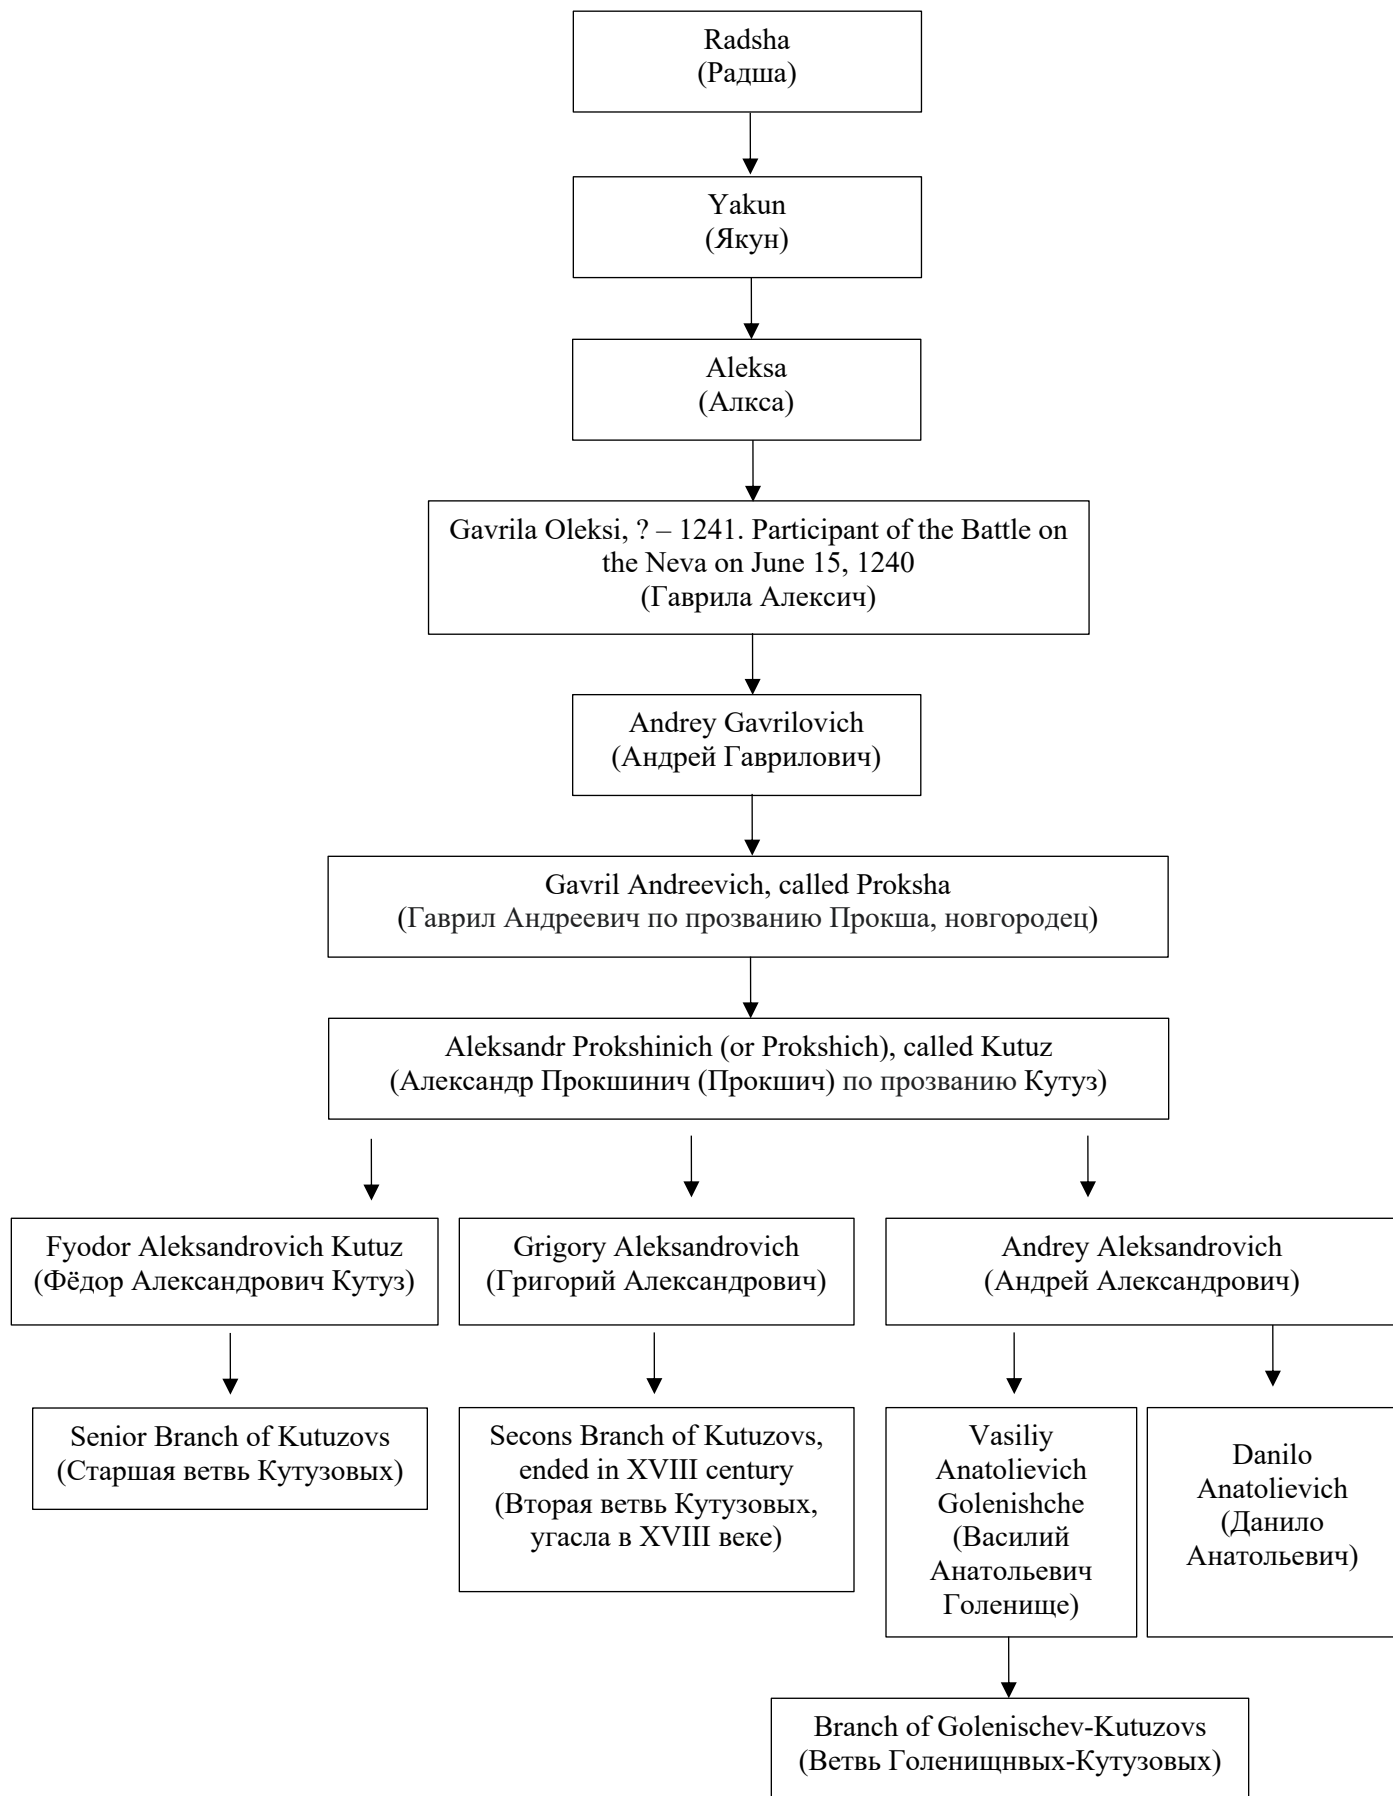 Radsha
(Радша)
Yakun
(Якун)
Aleksa
(Алкса)
Gavrila Oleksi, ? – 1241. Participant of the Battle on
the Neva on June 15, 1240
(Гаврила Алексич)
Andrey Gavrilovich
(Андрей Гаврилович)
Gavril Andreevich, called Proksha
(Гаврил Андреевич по прозванию Прокша, новгородец)
Aleksandr Prokshinich (or Prokshich), called Kutuz
(Александр Прокшинич (Прокшич) по прозванию Кутуз)
Fyodor Aleksandrovich Kutuz
(Фёдор Александрович Кутуз)
Grigory Aleksandrovich
(Григорий Александрович)
Andrey Aleksandrovich
(Андрей Александрович)
Senior Branch of Kutuzovs
(Старшая ветвь Кутузовых)
Secons Branch of Kutuzovs,
ended in XVIII century
(Вторая ветвь Кутузовых,
угасла в XVIII веке)
Vasiliy
Anatolievich
Golenishche
(Василий
Анатольевич
Голенище)
Danilo
Anatolievich
(Данило
Анатольевич)
Branch of Golenischev-Kutuzovs
(Ветвь Голенищнвых-Кутузовых)